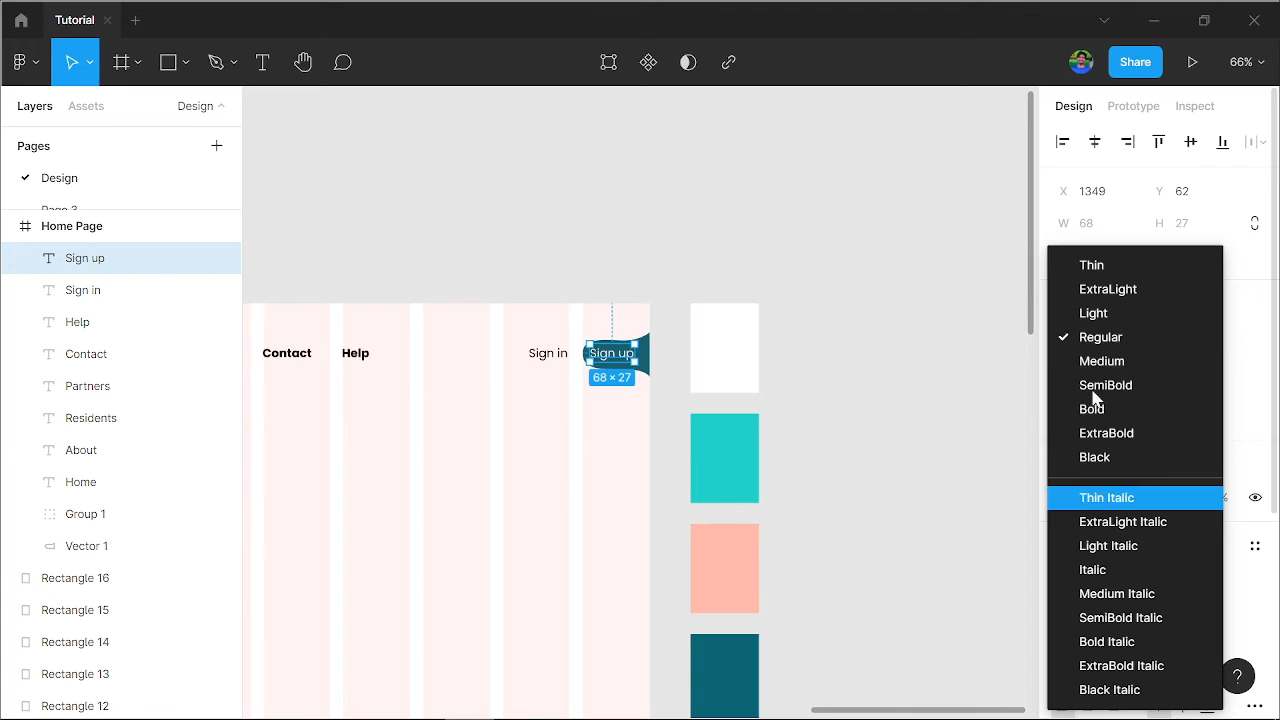 Tutorial
66%
Share
Layers
Assets
Design
Pages
Design
Home Page
Sign up
Sign in
Help
Contact
Partners
Residents
About
Home
Group 1
Vector 1
Rectangle 16
Rectangle 15
Rectangle 14
Rectangle 13
Rectangle 12
Contact
Help
Sign in
Sign up
68 × 27
Design
Prototype
Inspect
X 1349
Y 62
W 68
H 27
Thin
ExtraLight
Light
Regular
Medium
SemiBold
Bold
ExtraBold
Black
Thin Italic
ExtraLight Italic
Light Italic
Italic
Medium Italic
SemiBold Italic
Bold Italic
ExtraBold Italic
Black Italic
%
?